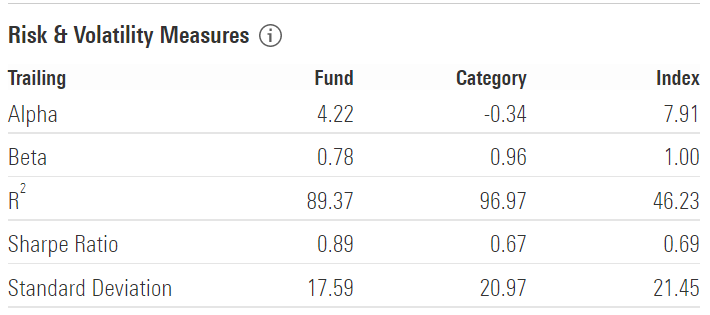 Risk & Volatility Measures i
Trailing Fund Category Index
Alpha 4.22 -0.34 7.91
Beta 0.78 0.96 1.00
R² 89.37 96.97 46.23
Sharpe Ratio 0.89 0.67 0.69
Standard Deviation 17.59 20.97 21.45